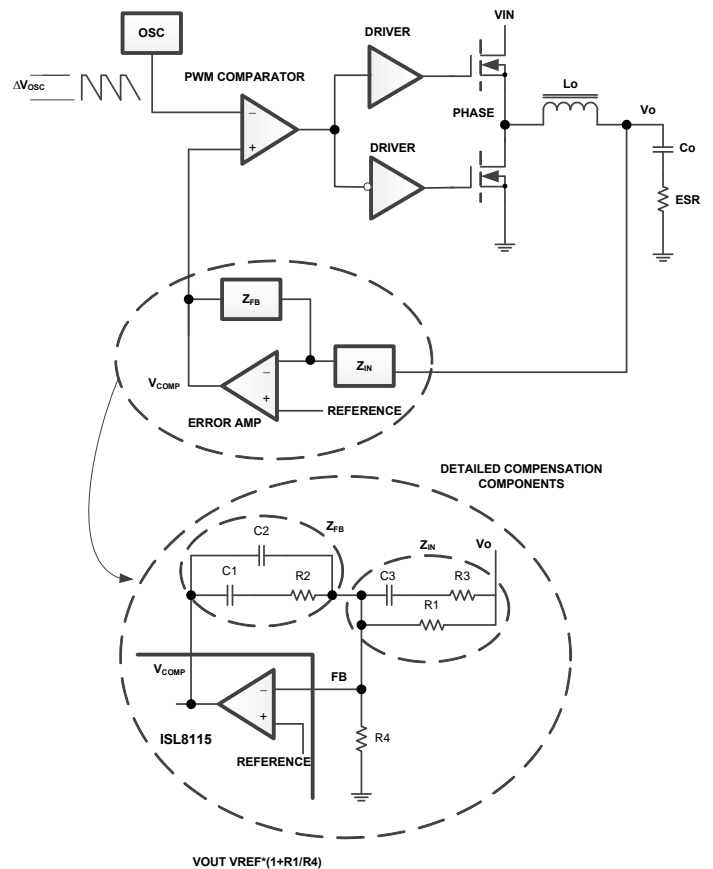 OSC
DRIVER
VIN
ΔVOSC
PWM COMPARATOR
−
+
PHASE
Lo
Vo
Co
ESR
DRIVER
ZFB
ZIN
−
+
VCOMP
REFERENCE
ERROR AMP
DETAILED COMPENSATION
COMPONENTS
C2
ZFB
ZIN
Vo
C1
R2
C3
R3
R1
VCOMP
FB
−
+
ISL8115
REFERENCE
R4
VOUT VREF*(1+R1/R4)